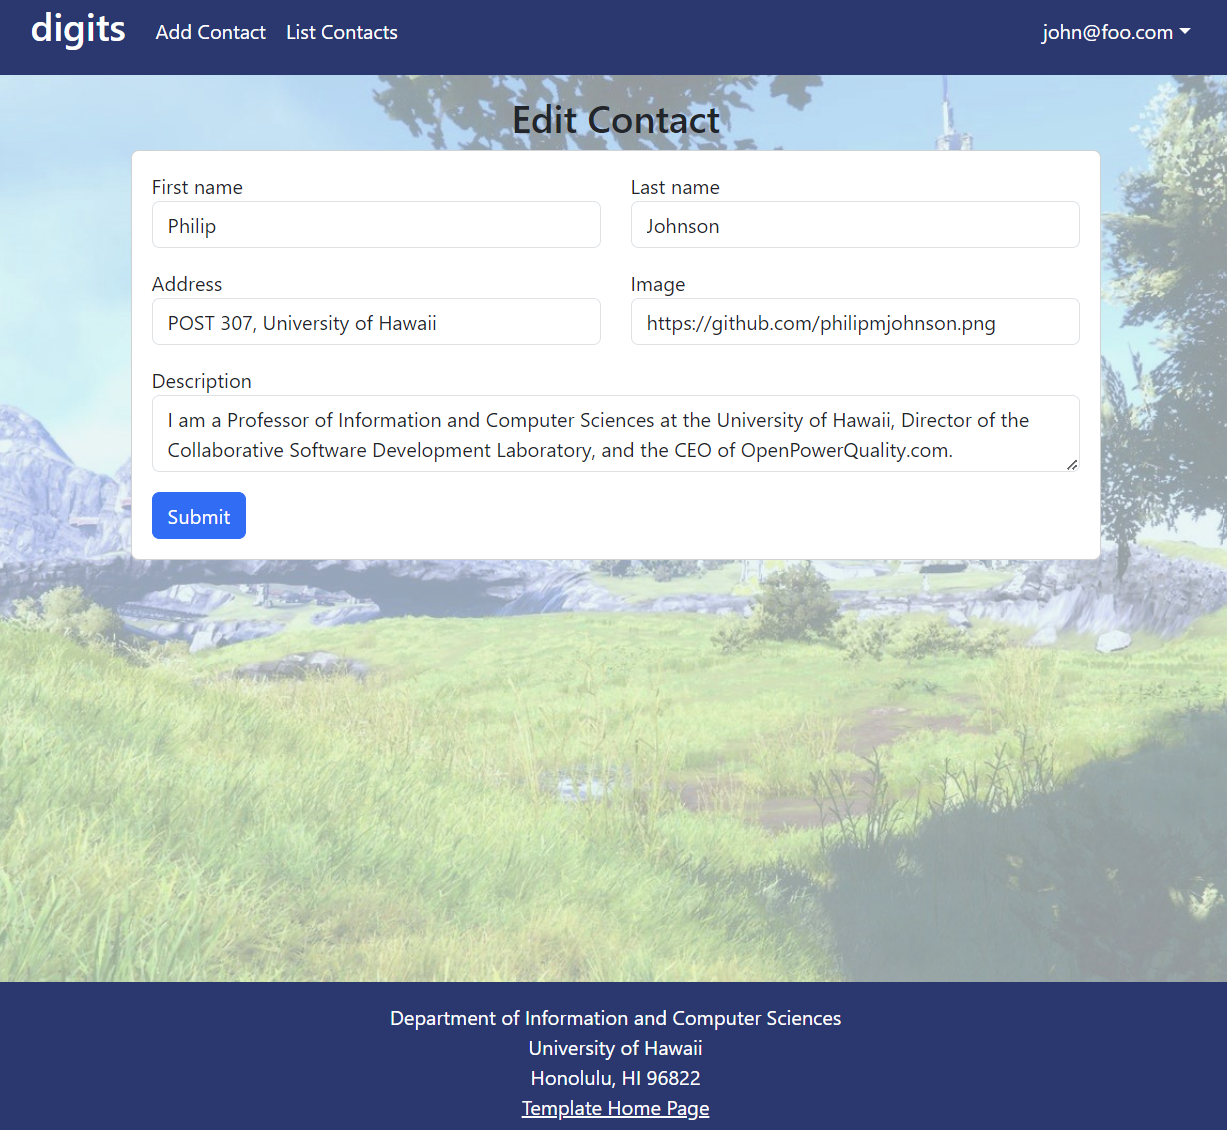 digits Add Contact List Contacts john@foo.com
Edit Contact
First name Last name
Philip Johnson
Address Image
POST 307, University of Hawaii https://github.com/philipmjohnson.png
Description
I am a Professor of Information and Computer Sciences at the University of Hawaii, Director of the
Collaborative Software Development Laboratory, and the CEO of OpenPowerQuality.com.
Submit
Department of Information and Computer Sciences
University of Hawaii
Honolulu, HI 96822
Template Home Page